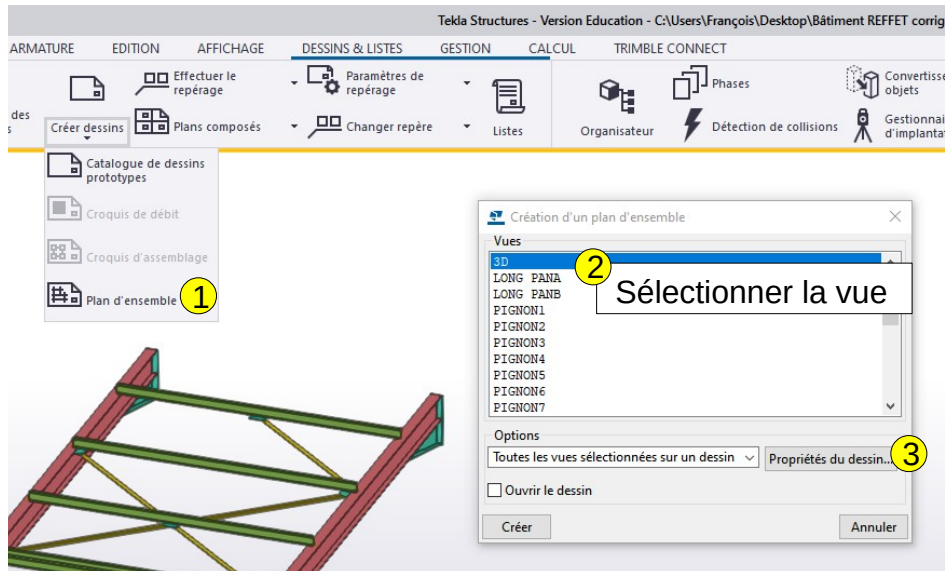 Tekla Structures - Version Education - C:\Users\François\Desktop\Bâtiment REFFET corrig
ARMATURE EDITION AFFICHAGE DESSINS & LISTES GESTION CALCUL TRIMBLE CONNECT
des
s
Créer dessins
Effectuer le
repérage
Plans composés
Paramètres de
repérage
Changer repère
Listes
Organisateur
Phases
Détection de collisions
Convertisse
objets
Gestionnai
d'implantat
Catalogue de dessins
prototypes
Croquis de débit
Croquis d'assemblage
Plan d'ensemble
1
Création d'un plan d'ensemble
Vues
3D
2
Sélectionner la vue
LONG PANA
LONG PANB
PIGNON1
PIGNON2
PIGNON3
PIGNON4
PIGNON5
PIGNON6
PIGNON7
Options
Toutes les vues sélectionnées sur un dessin
Propriétés du dessin...
3
Ouvrir le dessin
Créer
Annuler